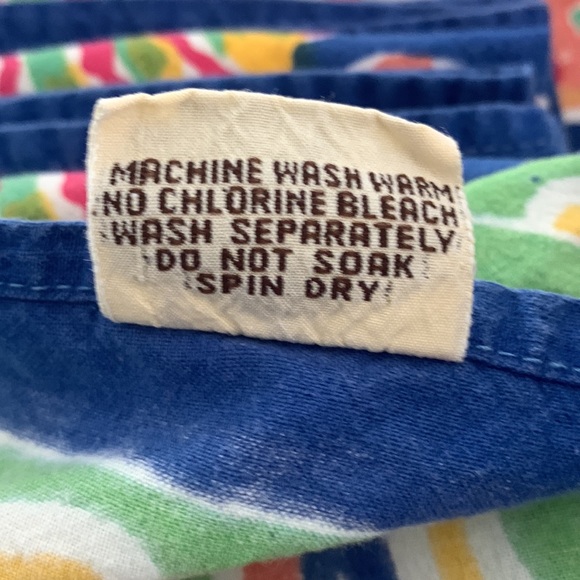 MACHINE WASH WARM
NO CHLORINE BLEACH
WASH SEPARATELY
DO NOT SOAK
SPIN DRY